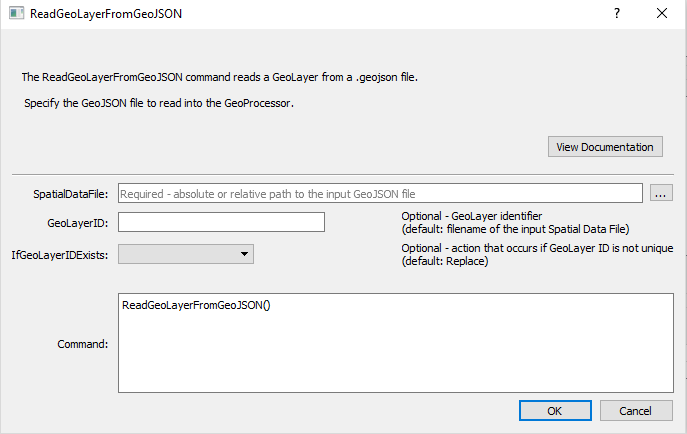 ReadGeoLayerFromGeoJSON
?
The ReadGeoLayerFromGeoJSON command reads a GeoLayer from a .geojson file.
Specify the GeoJSON file to read into the GeoProcessor.
View Documentation
SpatialDataFile:
Required - absolute or relative path to the input GeoJSON file
...
GeoLayerID:
Optional - GeoLayer identifier
(default: filename of the input Spatial Data File)
IfGeoLayerIDExists:
Optional - action that occurs if GeoLayer ID is not unique
(default: Replace)
Command:
ReadGeoLayerFromGeoJSON()
OK
Cancel